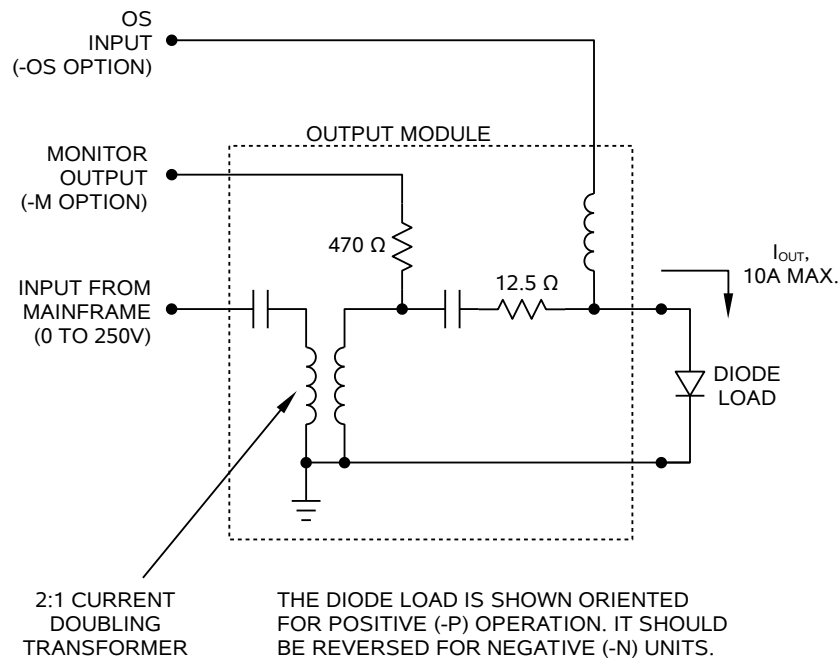 OS
INPUT
(-OS OPTION)
OUTPUT MODULE
MONITOR
OUTPUT
(-M OPTION)
470 Ω
12.5 Ω
IOUT,
10A MAX.
INPUT FROM
MAINFRAME
(0 TO 250V)
DIODE
LOAD
2:1 CURRENT
DOUBLING
TRANSFORMER
THE DIODE LOAD IS SHOWN ORIENTED
FOR POSITIVE (-P) OPERATION. IT SHOULD
BE REVERSED FOR NEGATIVE (-N) UNITS.